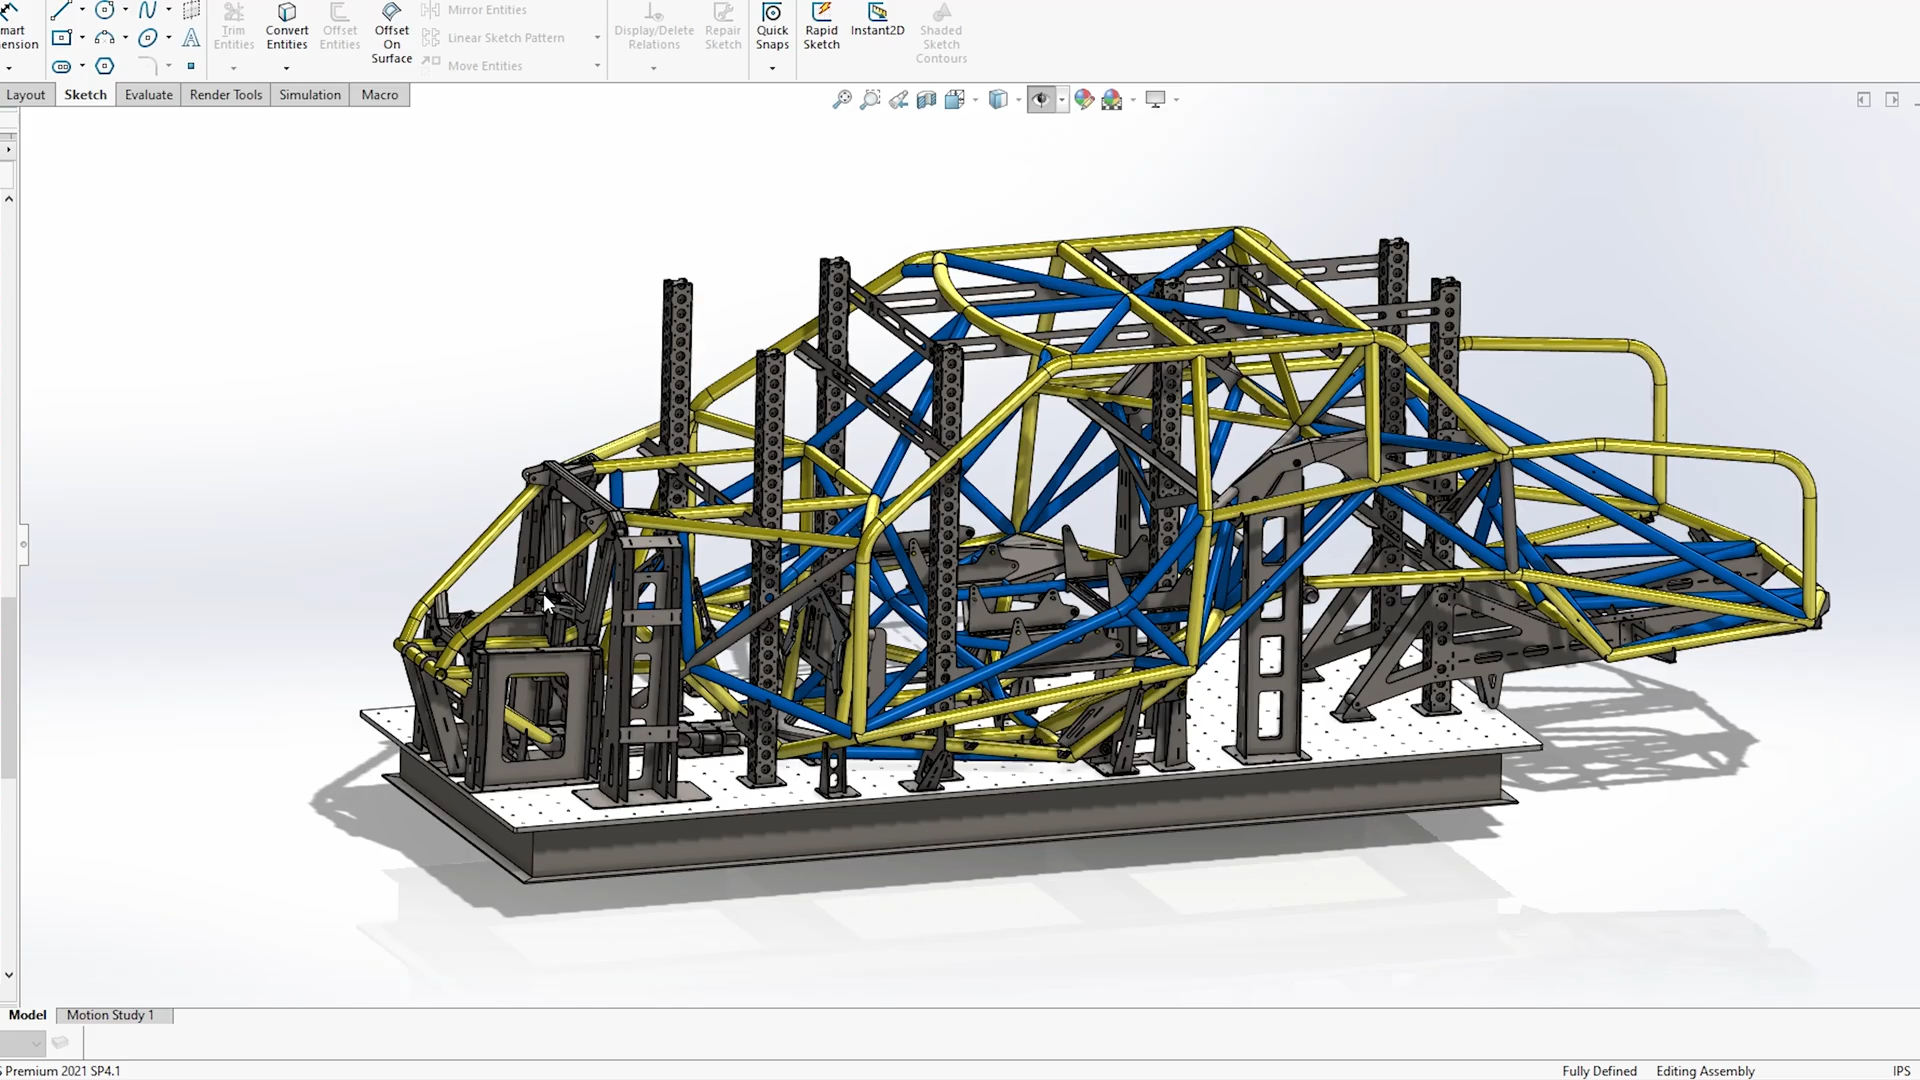 mart
ension
Trim
Entities
Convert
Entities
Offset
Entities
Offset
On
Surface
Mirror Entities
Linear Sketch Pattern
Move Entities
Display/Delete
Relations
Repair
Sketch
Quick
Snaps
Rapid
Sketch
Instant2D
Shaded
Sketch
Contours
Layout
Sketch
Evaluate
Render Tools
Simulation
Macro
Model
Motion Study 1
S Premium 2021 SP4.1
Fully Defined
Editing Assembly
IPS